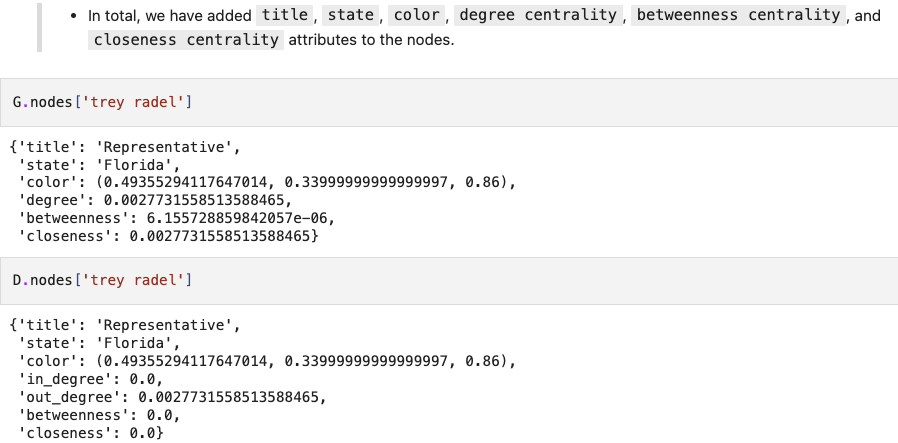 • In total, we have added title, state, color, degree centrality, betweenness centrality, and
closeness centrality attributes to the nodes.
G.nodes['trey radel']
{'title': 'Representative',
 'state': 'Florida',
 'color': (0.49355294117647014, 0.33999999999999997, 0.86),
 'degree': 0.0027731558513588465,
 'betweenness': 6.155728859842057e-06,
 'closeness': 0.0027731558513588465}
D.nodes['trey radel']
{'title': 'Representative',
 'state': 'Florida',
 'color': (0.49355294117647014, 0.33999999999999997, 0.86),
 'in_degree': 0.0,
 'out_degree': 0.0027731558513588465,
 'betweenness': 0.0,
 'closeness': 0.0}